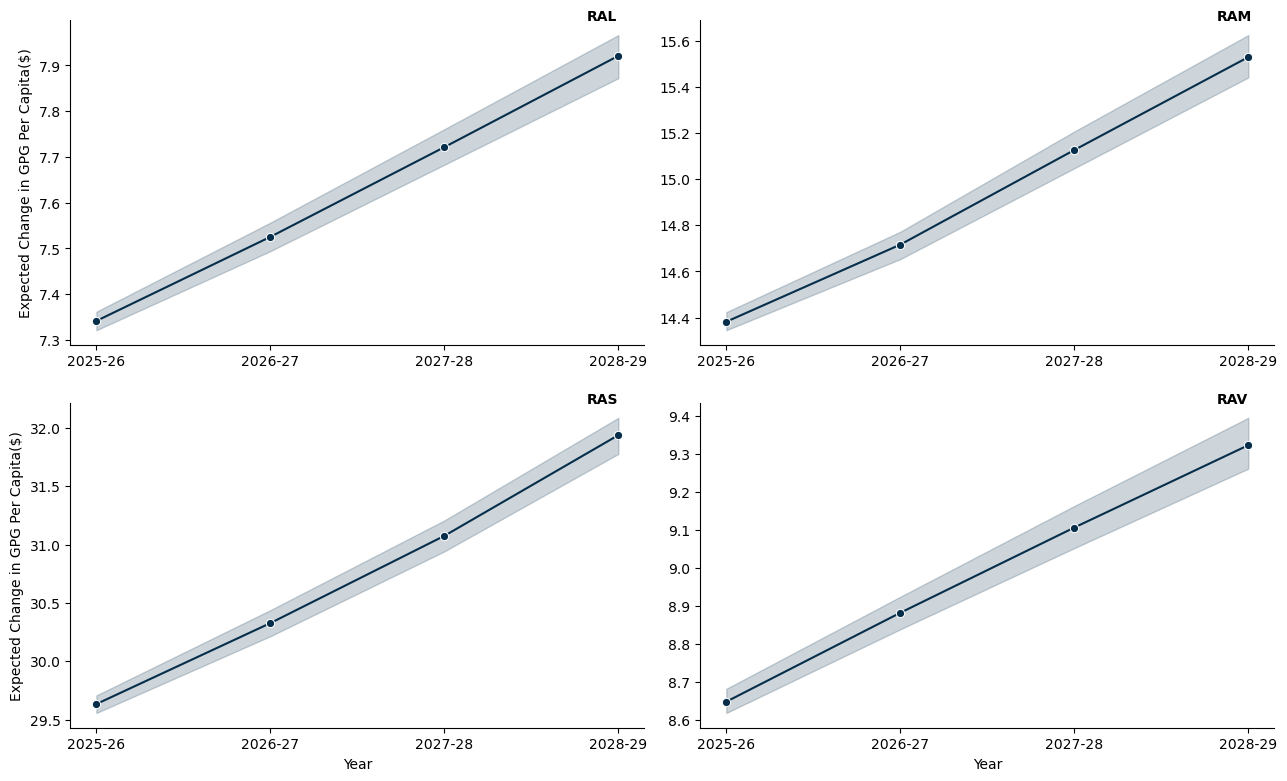 RAL
Expected Change in GPG Per Capita($)
7.9
7.8
7.7
7.6
7.5
7.4
7.3
2025-26 2026-27 2027-28 2028-29
RAM
15.6
15.4
15.2
15.0
14.8
14.6
14.4
2025-26 2026-27 2027-28 2028-29
RAS
Expected Change in GPG Per Capita($)
32.0
31.5
31.0
30.5
30.0
29.5
2025-26 2026-27 2027-28 2028-29
Year
RAV
9.4
9.3
9.2
9.1
9.0
8.9
8.8
8.7
8.6
2025-26 2026-27 2027-28 2028-29
Year